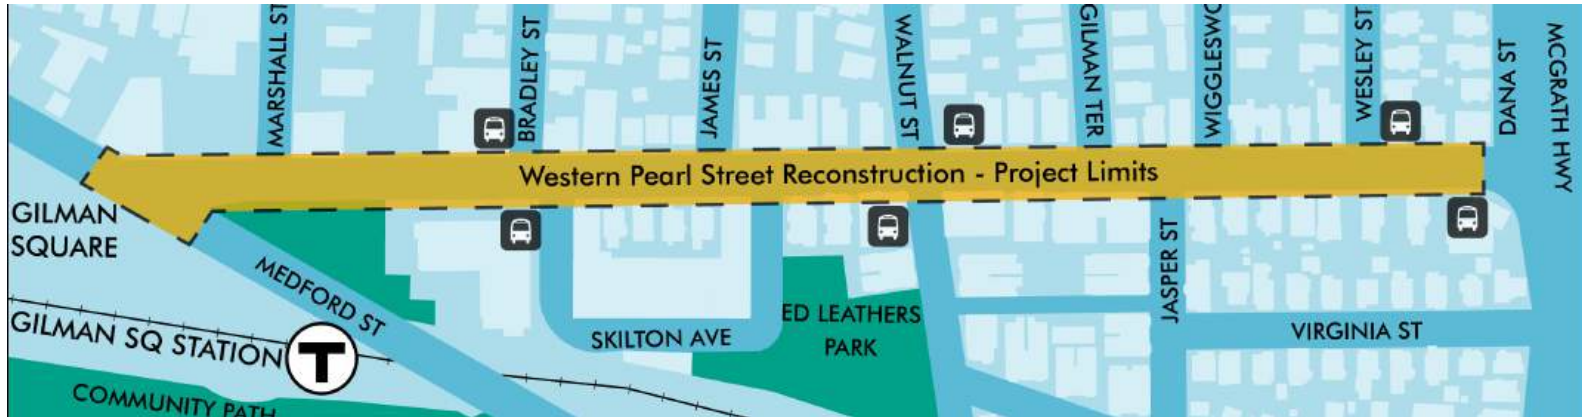 MARSHALL ST
BRADLEY ST
JAMES ST
WALNUT ST
GILMAN TER
WIGGLESWO
WESLEY ST
DANA ST
MCGRATH HWY
Western Pearl Street Reconstruction - Project Limits
GILMAN
SQUARE
MEDFORD ST
JASPER ST
GILMAN SQ STATION
T
SKILTON AVE
ED LEATHERS
PARK
VIRGINIA ST
COMMUNITY PATH